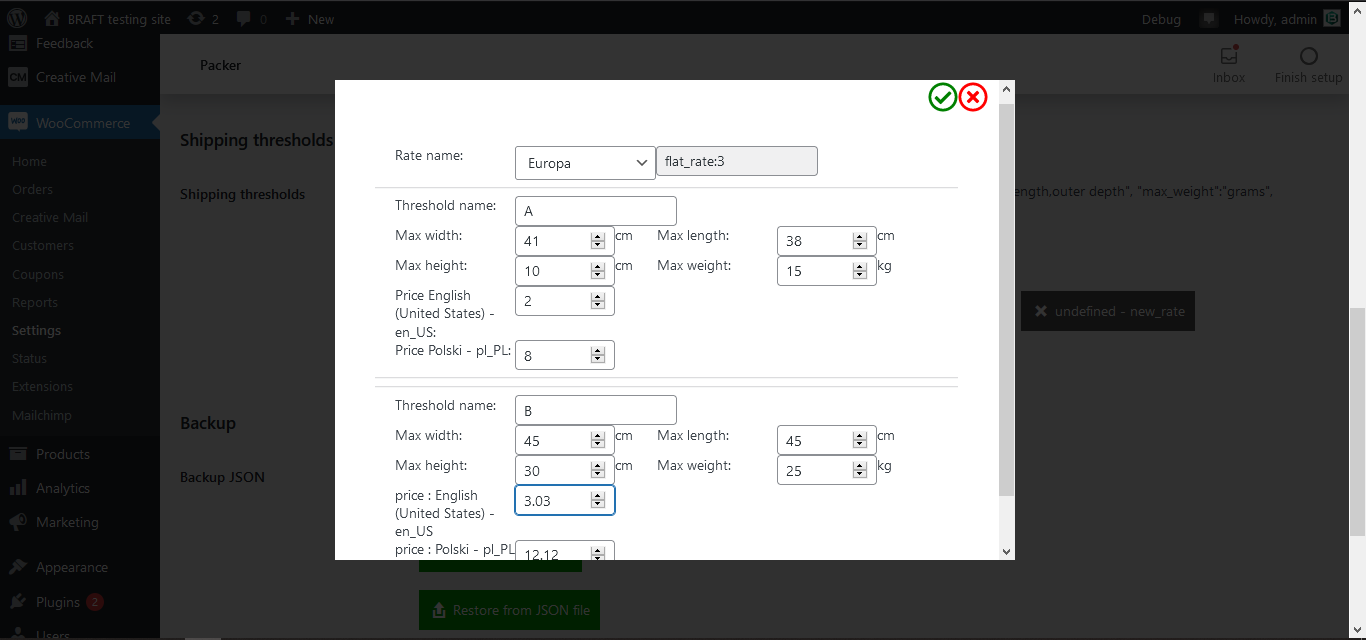 BRAFT testing site 2 0 New Debug Howdy, admin
Feedback
CM Creative Mail
WooCommerce
Home
Orders
Creative Mail
Customers
Coupons
Reports
Settings
Status
Extensions
Mailchimp
Products
Analytics
Marketing
Appearance
Plugins 2
Users
Packer
Inbox
Finish setup
Shipping thresholds
Shipping thresholds
ength,outer depth", "max_weight":"grams",
undefined - new_rate
Backup
Backup JSON
Restore from JSON file
Rate name: Europa flat_rate:3
Threshold name: A
Max width: 41 cm Max length: 38 cm
Max height: 10 cm Max weight: 15 kg
Price English
(United States) -
en_US: 2
Price Polski - pl_PL: 8
Threshold name: B
Max width: 45 cm Max length: 45 cm
Max height: 30 cm Max weight: 25 kg
price : English
(United States) -
en_US 3.03
price : Polski - pl_PL 12,12